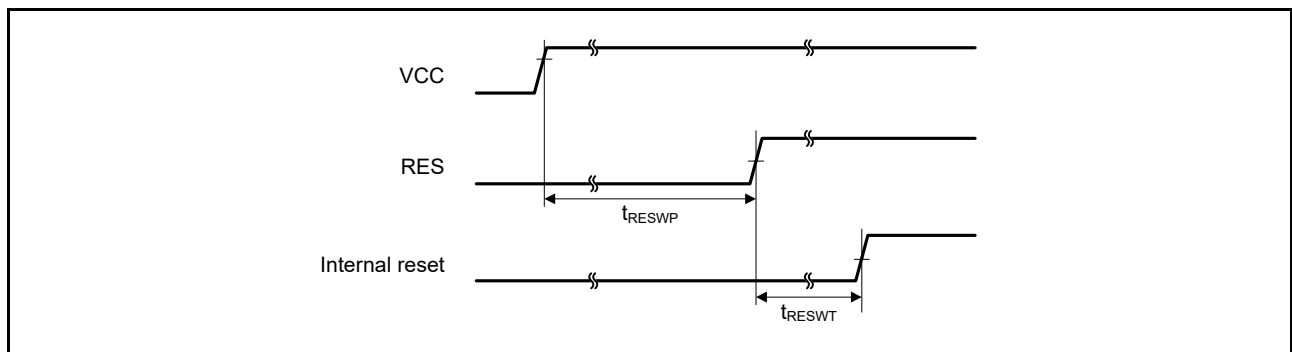 VCC
RES
tRESWP
Internal reset
tRESWT